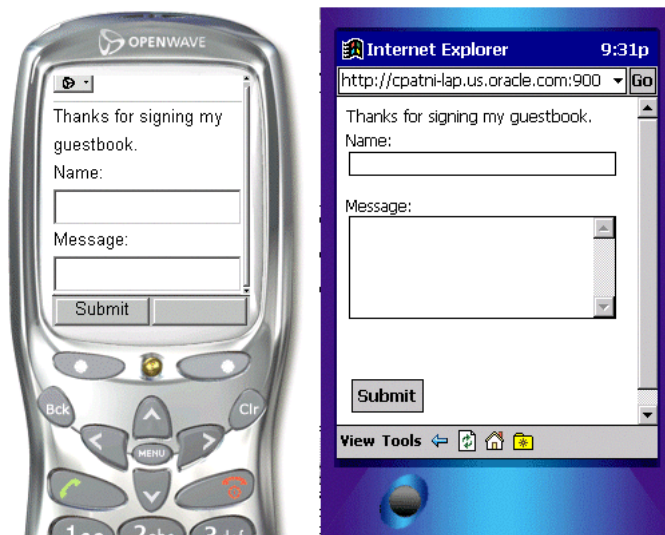 OPENWAVE
Thanks for signing my
guestbook.
Name:
Message:
Submit
Bck
Clr
MENU
Internet Explorer 9:31p
http://cpatni-lap.us.oracle.com:900 Go
Thanks for signing my guestbook.
Name:
Message:
Submit
View Tools